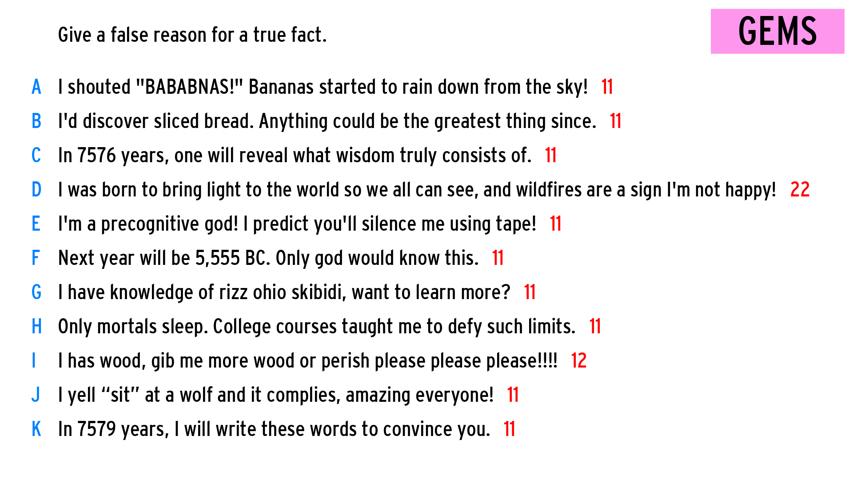 Give a false reason for a true fact.
GEMS
A I shouted "BABABNAS!" Bananas started to rain down from the sky! 11
B I'd discover sliced bread. Anything could be the greatest thing since. 11
C In 7576 years, one will reveal what wisdom truly consists of. 11
D I was born to bring light to the world so we all can see, and wildfires are a sign I'm not happy! 22
E I'm a precognitive god! I predict you'll silence me using tape! 11
F Next year will be 5,555 BC. Only god would know this. 11
G I have knowledge of rizz ohio skibidi, want to learn more? 11
H Only mortals sleep. College courses taught me to defy such limits. 11
I I has wood, gib me more wood or perish please please please!!!! 12
J I yell “sit” at a wolf and it complies, amazing everyone! 11
K In 7579 years, I will write these words to convince you. 11